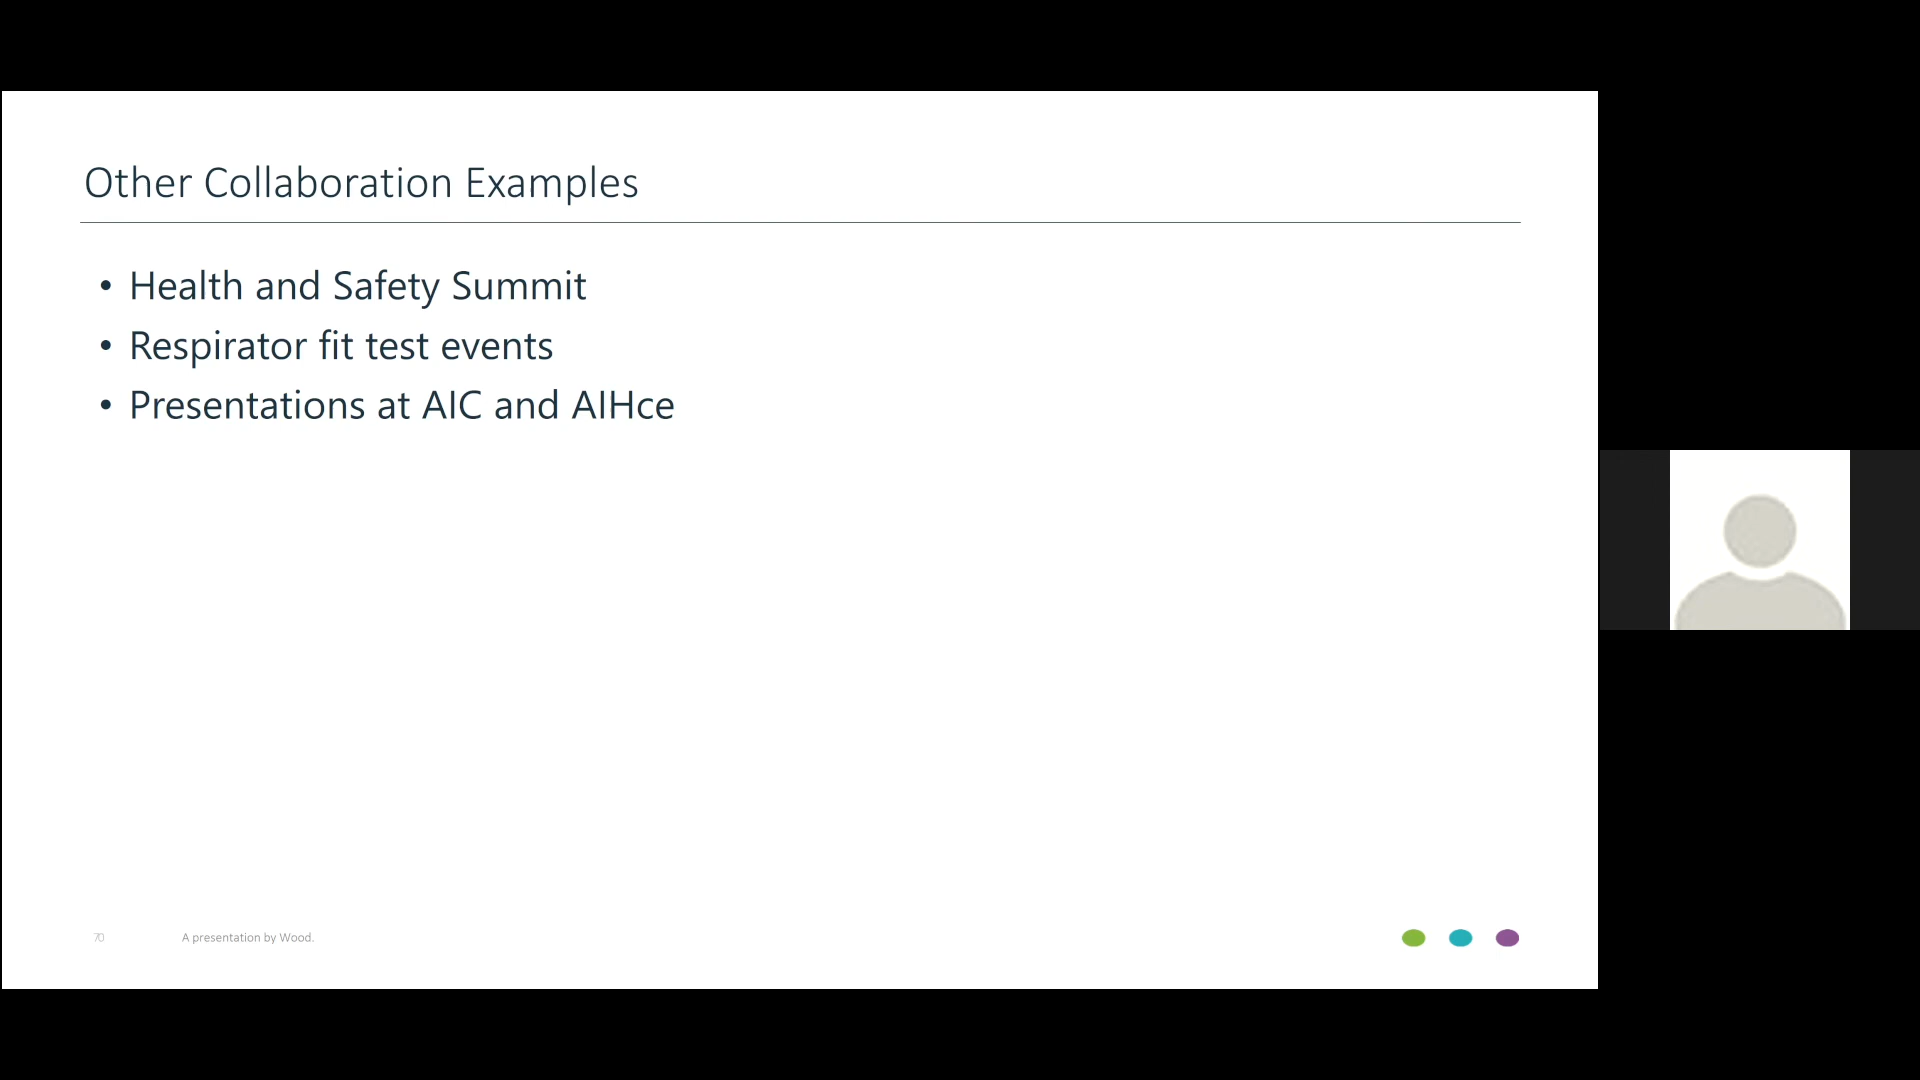 Other Collaboration Examples
• Health and Safety Summit
• Respirator fit test events
• Presentations at AIC and AIHce
70 A presentation by Wood.